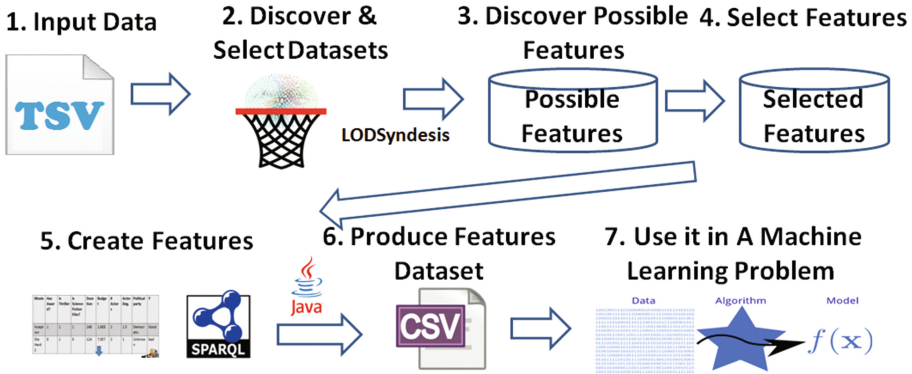 1. Input Data
2. Discover &
Select Datasets
3. Discover Possible
Features
4. Select Features
TSV
LODSyndesis
Possible
Features
Selected
Features
5. Create Features
6. Produce Features
Dataset
7. Use it in A Machine
Learning Problem
SPARQL
Java
CSV
Data
Algorithm
Model
f(x)